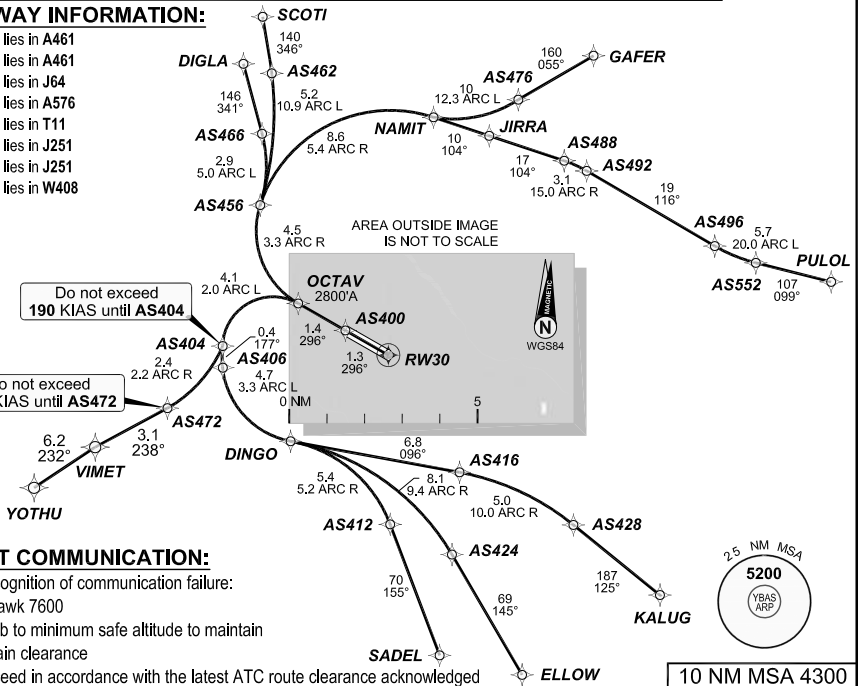 WAY INFORMATION:
lies in A461
lies in A461
lies in J64
lies in A576
lies in T11
lies in J251
lies in J251
lies in W408
SCOTI
140
346°
DIGLA
AS462
146
341°
5.2
10.9 ARC L
AS466
2.9
5.0 ARC L
AS456
8.6
5.4 ARC R
NAMIT
10
12.3 ARC L
AS476
160
055°
GAFER
JIRRA
10
104°
17
104°
AS488
AS492
3.1
15.0 ARC R
19
116°
AS496
5.7
20.0 ARC L
AS552
107
099°
PULOL
4.5
3.3 ARC R
AREA OUTSIDE IMAGE
IS NOT TO SCALE
4.1
2.0 ARC L
OCTAV
2800'A
AS400
1.4
296°
1.3
296°
RW30
MAGNETIC
N
WGS84
Do not exceed
190 KIAS until AS404
AS404
0.4
177°
AS406
2.4
2.2 ARC R
4.7
3.3 ARC L
0 NM
5
o not exceed
KIAS until AS472
AS472
3.1
238°
6.2
232°
VIMET
YOTHU
DINGO
6.8
096°
AS416
5.4
5.2 ARC R
8.1
9.4 ARC R
5.0
10.0 ARC R
AS412
AS424
AS428
70
155°
69
145°
187
125°
KALUG
SADEL
ELLOW
T COMMUNICATION:
ognition of communication failure:
awk 7600
b to minimum safe altitude to maintain
ain clearance
eed in accordance with the latest ATC route clearance acknowledged
25 NM MSA
5200
YBAS
ARP
10 NM MSA 4300